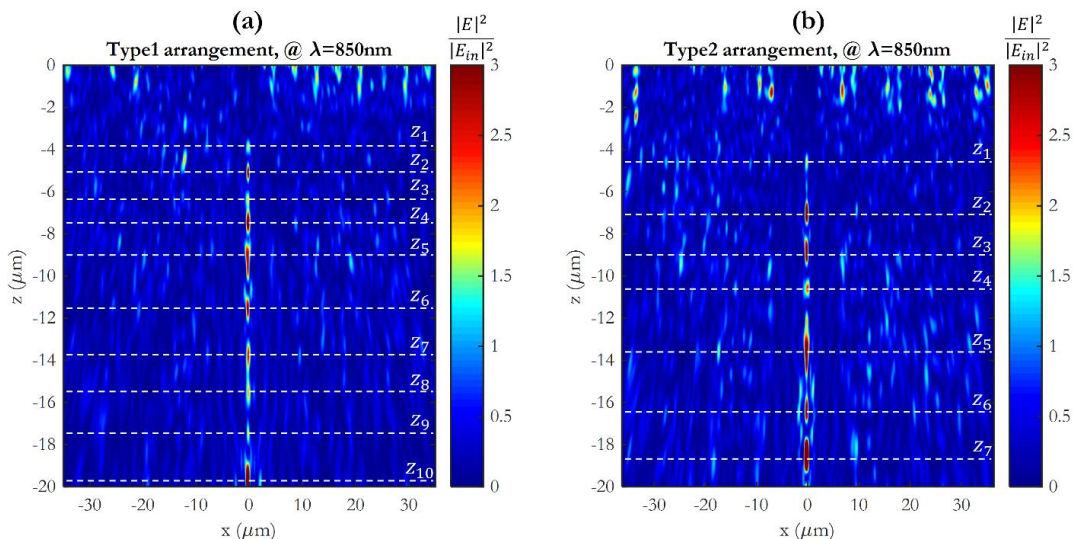 (a)
Type1 arrangement, @ λ=850nm
|E|²
|E_in|²
0
-2
-4
-6
-8
-10
-12
-14
-16
-18
-20
z (μm)
z_1
z_2
z_3
z_4
z_5
z_6
z_7
z_8
z_9
z_10
-30 -20 -10 0 10 20 30
x (μm)
3
2.5
2
1.5
1
0.5
0
(b)
Type2 arrangement, @ λ=850nm
|E|²
|E_in|²
0
-2
-4
-6
-8
-10
-12
-14
-16
-18
-20
z (μm)
z_1
z_2
z_3
z_4
z_5
z_6
z_7
-30 -20 -10 0 10 20 30
x (μm)
3
2.5
2
1.5
1
0.5
0